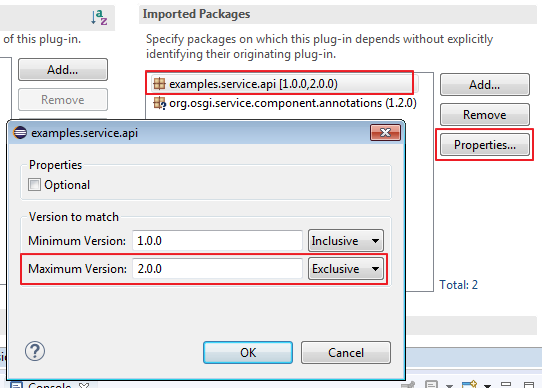 Imported Packages
of this plug-in.
Specify packages on which this plug-in depends without explicitly
identifying their originating plug-in.
Add...
Remove
examples.service.api [1.0.0,2.0.0)
org.osgi.service.component.annotations (1.2.0)
Add...
Remove
Properties...
Total: 2
examples.service.api
Properties
Optional
Version to match
Minimum Version: 1.0.0 Inclusive
Maximum Version: 2.0.0 Exclusive
OK Cancel
Console